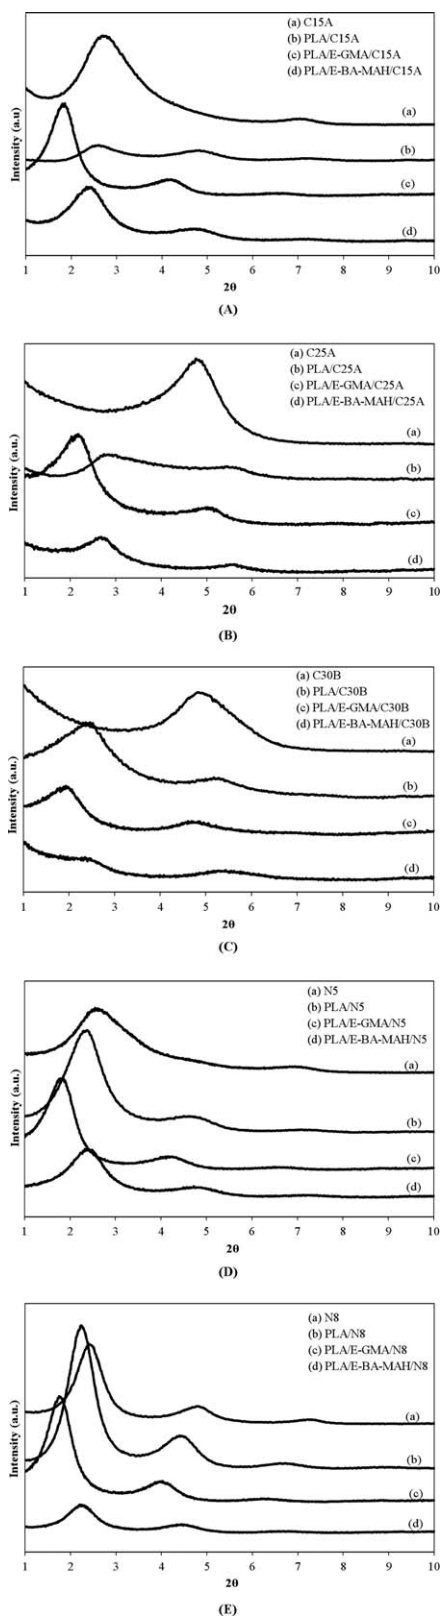 (a) C15A
(b) PLA/C15A
(c) PLA/E-GMA/C15A
(d) PLA/E-BA-MAH/C15A
Intensity (a.u)
(a)
(b)
(c)
(d)
1 2 3 4 5 6 7 8 9 10
2θ
(A)
(a) C25A
(b) PLA/C25A
(c) PLA/E-GMA/C25A
(d) PLA/E-BA-MAH/C25A
Intensity (a.u.)
(a)
(b)
(c)
(d)
1 2 3 4 5 6 7 8 9 10
2θ
(B)
(a) C30B
(b) PLA/C30B
(c) PLA/E-GMA/C30B
(d) PLA/E-BA-MAH/C30B
Intensity (a.u.)
(a)
(b)
(c)
(d)
1 2 3 4 5 6 7 8 9 10
2θ
(C)
(a) N5
(b) PLA/N5
(c) PLA/E-GMA/N5
(d) PLA/E-BA-MAH/N5
Intensity (a.u.)
(a)
(b)
(c)
(d)
1 2 3 4 5 6 7 8 9 10
2θ
(D)
(a) N8
(b) PLA/N8
(c) PLA/E-GMA/N8
(d) PLA/E-BA-MAH/N8
Intensity (a.u.)
(a)
(b)
(c)
(d)
1 2 3 4 5 6 7 8 9 10
2θ
(E)